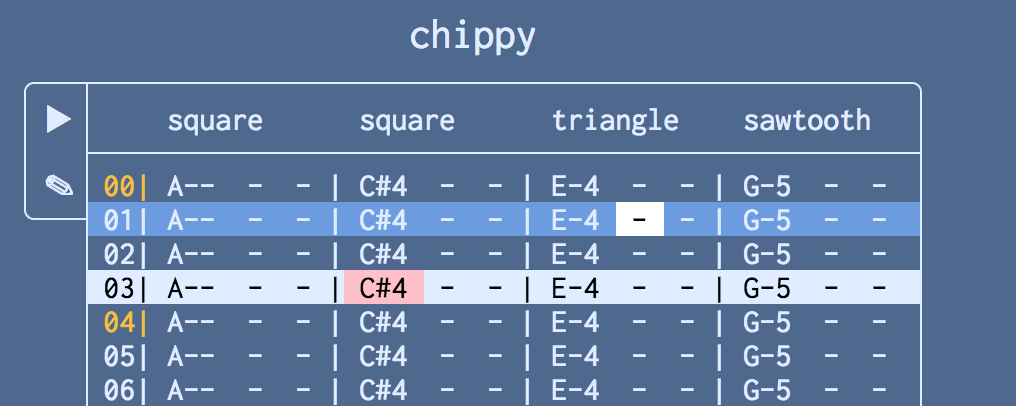 chippy
square square triangle sawtooth
00| A-- - - | C#4 - - | E-4 - - | G-5 - -
01| A-- - - | C#4 - - | E-4 - - | G-5 - -
02| A-- - - | C#4 - - | E-4 - - | G-5 - -
03| A-- - - | C#4 - - | E-4 - - | G-5 - -
04| A-- - - | C#4 - - | E-4 - - | G-5 - -
05| A-- - - | C#4 - - | E-4 - - | G-5 - -
06| A-- - - | C#4 - - | E-4 - - | G-5 - -